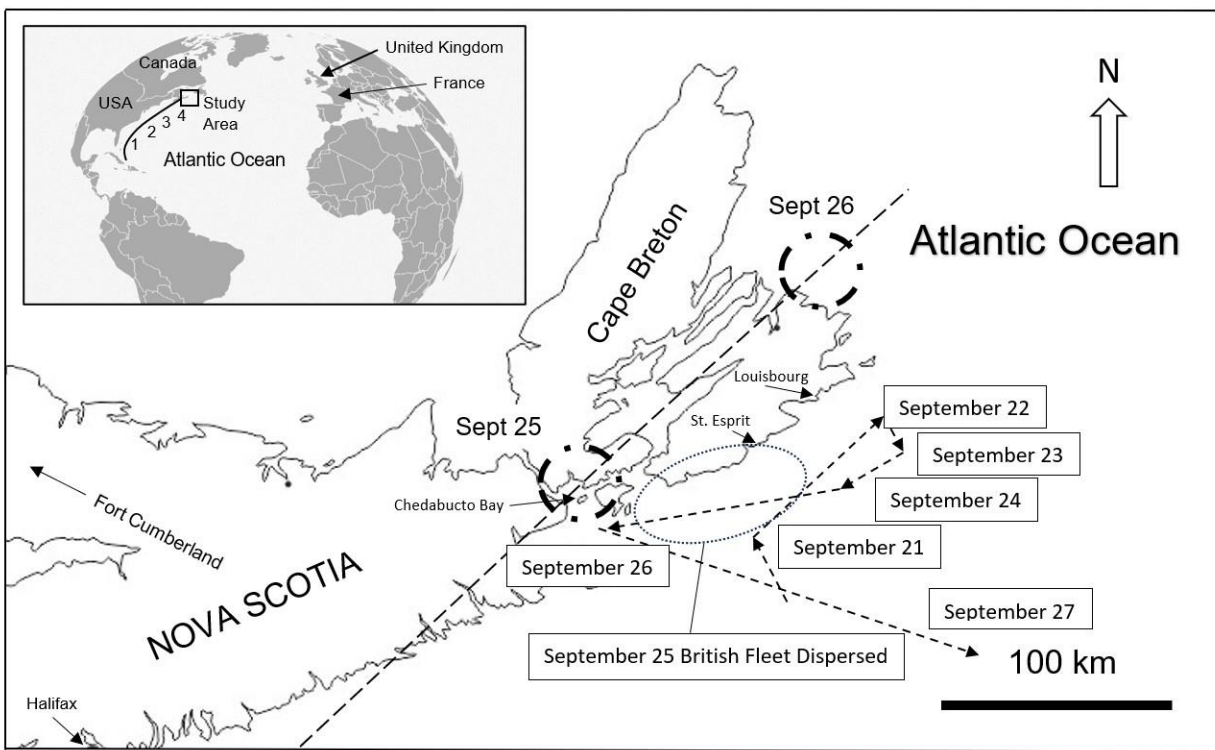 United Kingdom
Canada
France
USA
Study
Area
1
2
3
4
Atlantic Ocean
N
Sept 26
Atlantic Ocean
Cape Breton
Louisbourg
September 22
St. Esprit
Sept 25
September 23
Chedabucto Bay
September 24
Fort Cumberland
September 21
September 26
NOVA SCOTIA
September 27
September 25 British Fleet Dispersed
100 km
Halifax